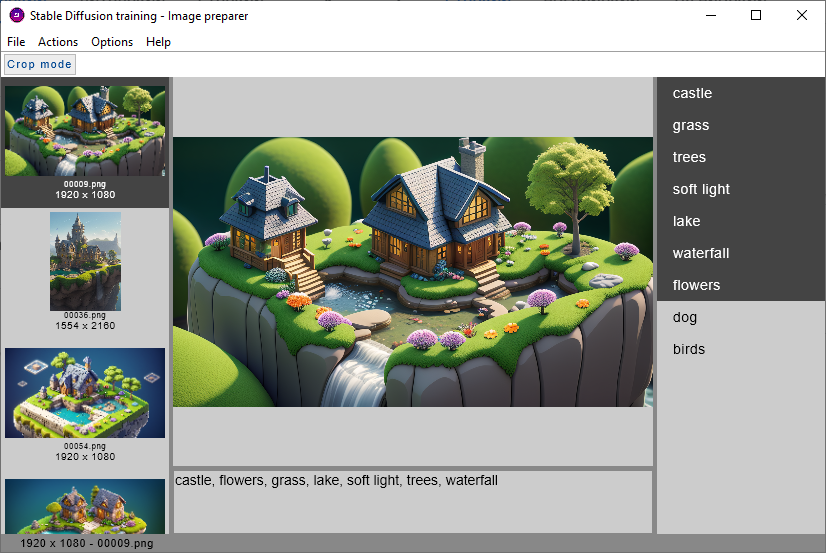 Stable Diffusion training - Image preparer
File Actions Options Help
Crop mode
00009.png
1920 x 1080
00036.png
1554 x 2160
00054.png
1920 x 1080
castle, flowers, grass, lake, soft light, trees, waterfall
castle
grass
trees
soft light
lake
waterfall
flowers
dog
birds
1920 x 1080 - 00009.png